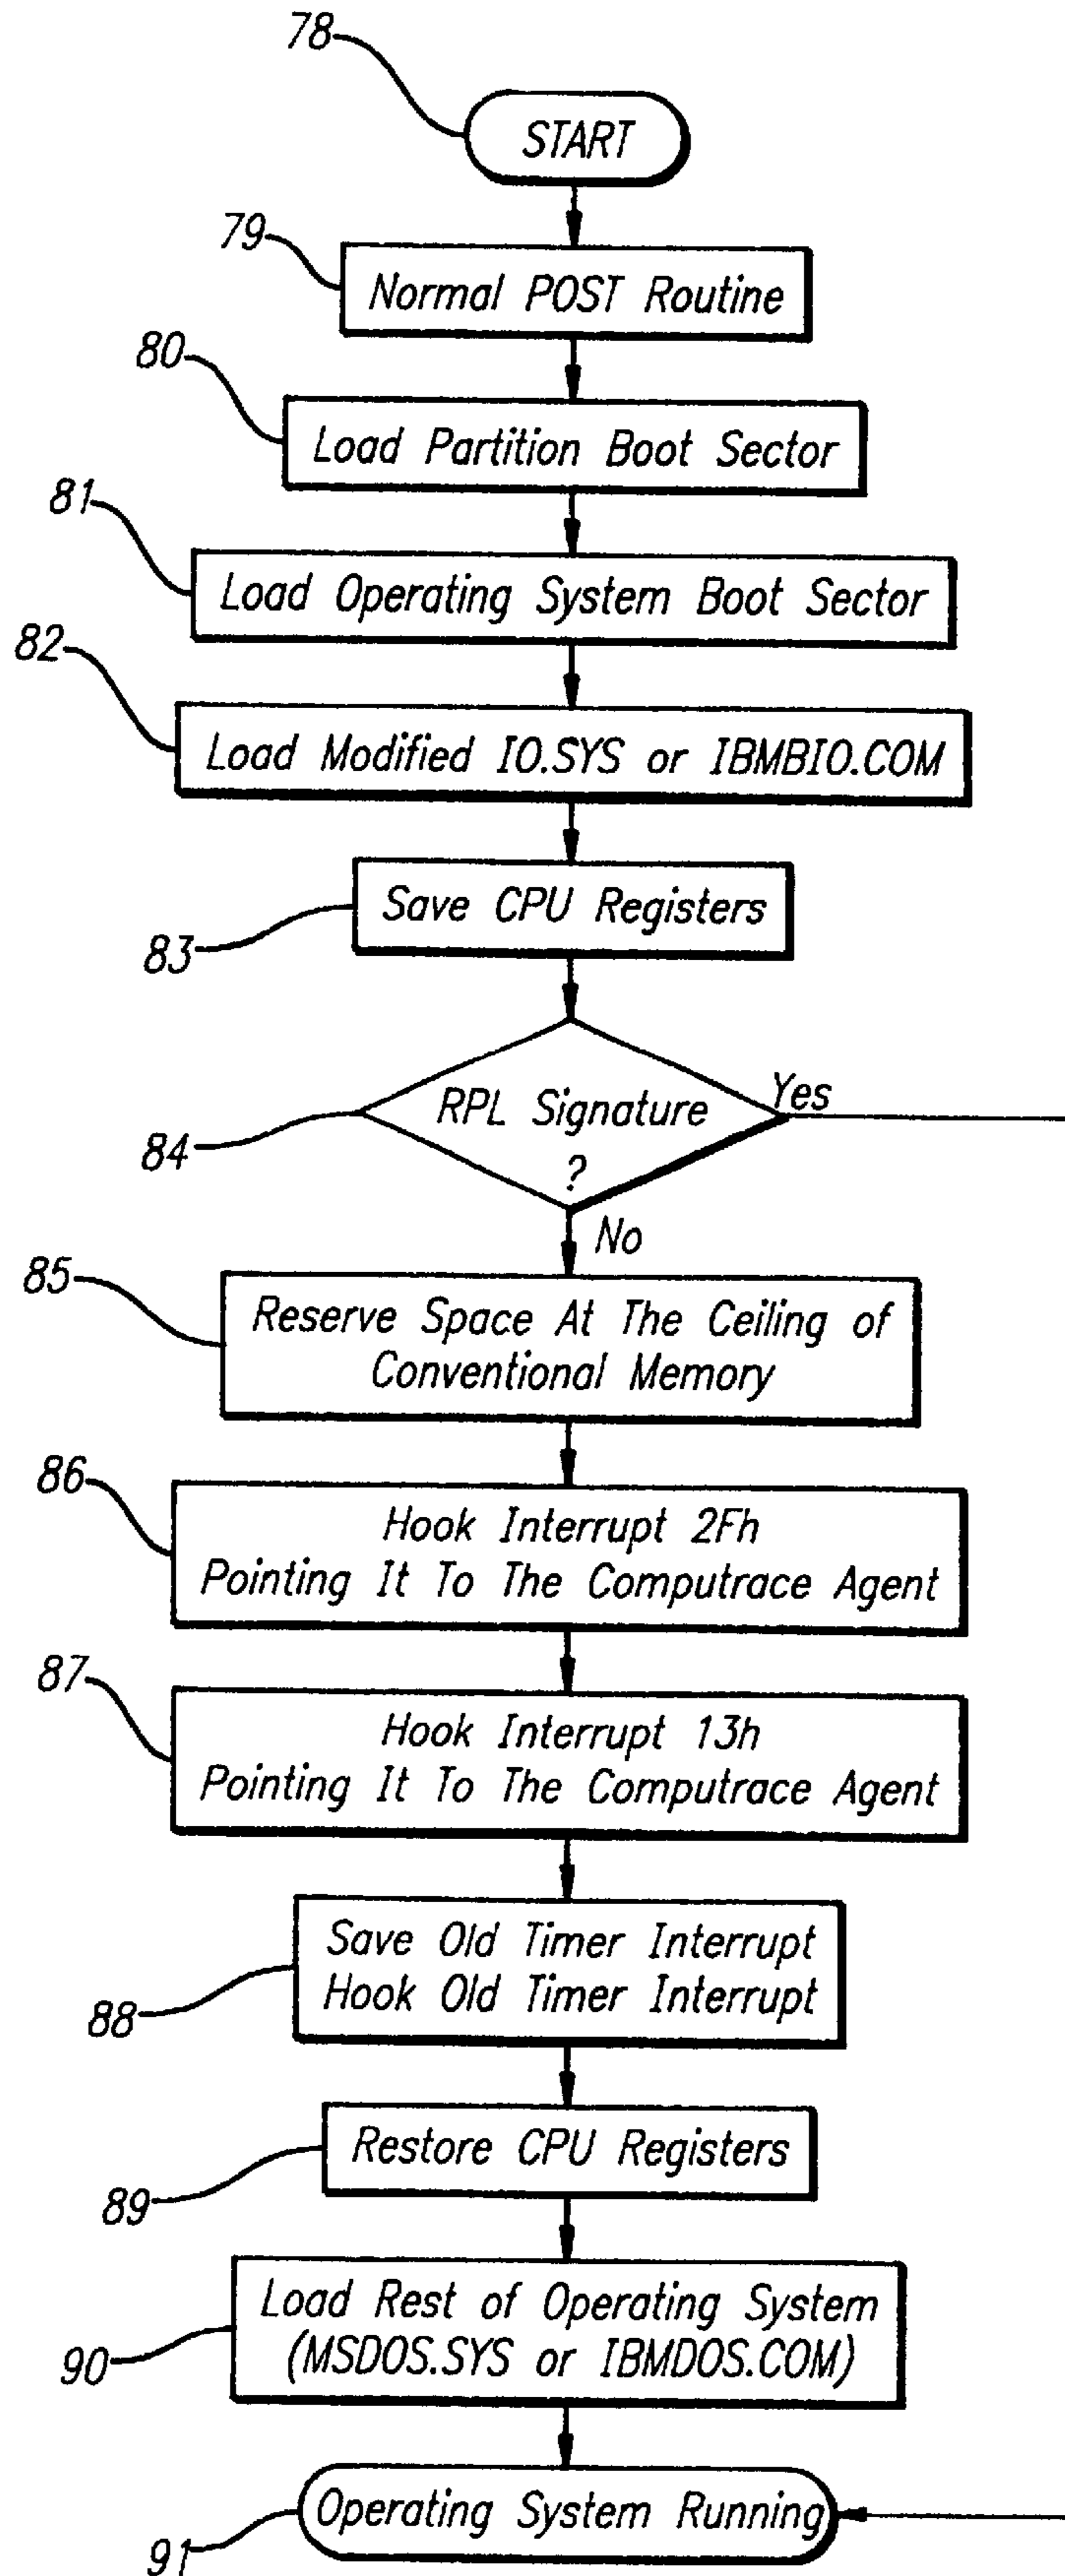 78
START
79
Normal POST Routine
80
Load Partition Boot Sector
81
Load Operating System Boot Sector
82
Load Modified IO.SYS or IBMBIO.COM
Save CPU Registers
83
RPL Signature
?
Yes
84
No
85
Reserve Space At The Ceiling of
Conventional Memory
86
Hook Interrupt 2Fh
Pointing It To The Computrace Agent
87
Hook Interrupt 13h
Pointing It To The Computrace Agent
Save Old Timer Interrupt
Hook Old Timer Interrupt
88
Restore CPU Registers
89
Load Rest of Operating System
(MSDOS.SYS or IBMDOS.COM)
90
Operating System Running
91